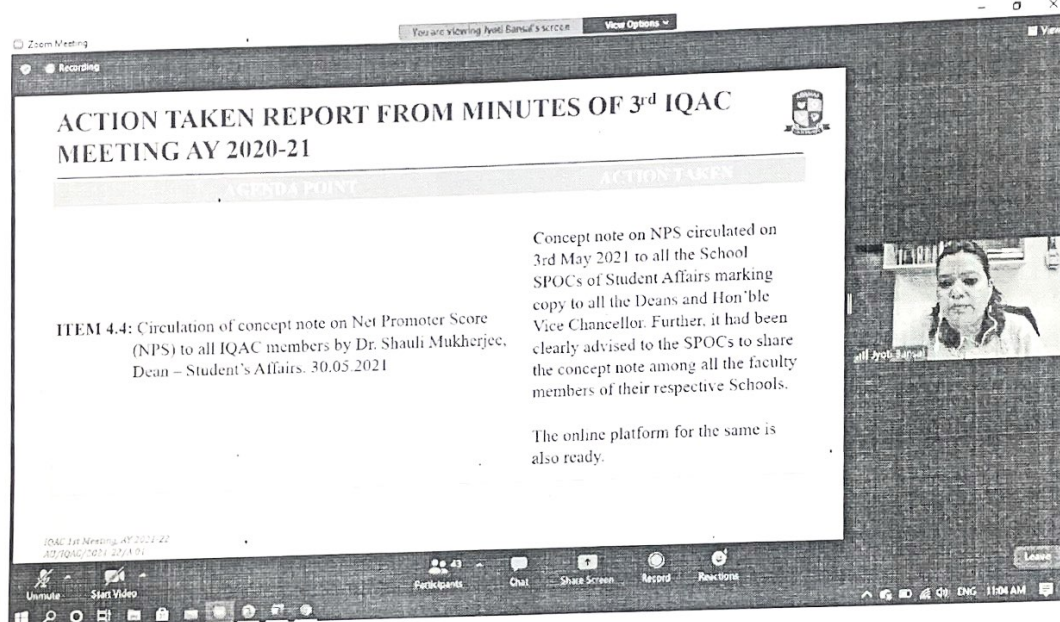 You are viewing Jyoti Bansal's screen
View Options
Zoom Meeting
View
Recording
ACTION TAKEN REPORT FROM MINUTES OF 3rd IQAC
MEETING AY 2020-21
AGENDA POINT
ACTION TAKEN
ITEM 4.4: Circulation of concept note on Net Promoter Score
(NPS) to all IQAC members by Dr. Shauli Mukherjee,
Dean – Student's Affairs. 30.05.2021
Concept note on NPS circulated on
3rd May 2021 to all the School
SPOCs of Student Affairs marking
copy to all the Deans and Hon'ble
Vice Chancellor. Further, it had been
clearly advised to the SPOCs to share
the concept note among all the faculty
members of their respective Schools.
The online platform for the same is
also ready.
Jyoti Bansal
IQAC 1st Meeting, AY 2021-22
Unmute
Start Video
43
Participants
Chat
Share Screen
Record
Reactions
Leave
ENG
11:04 AM